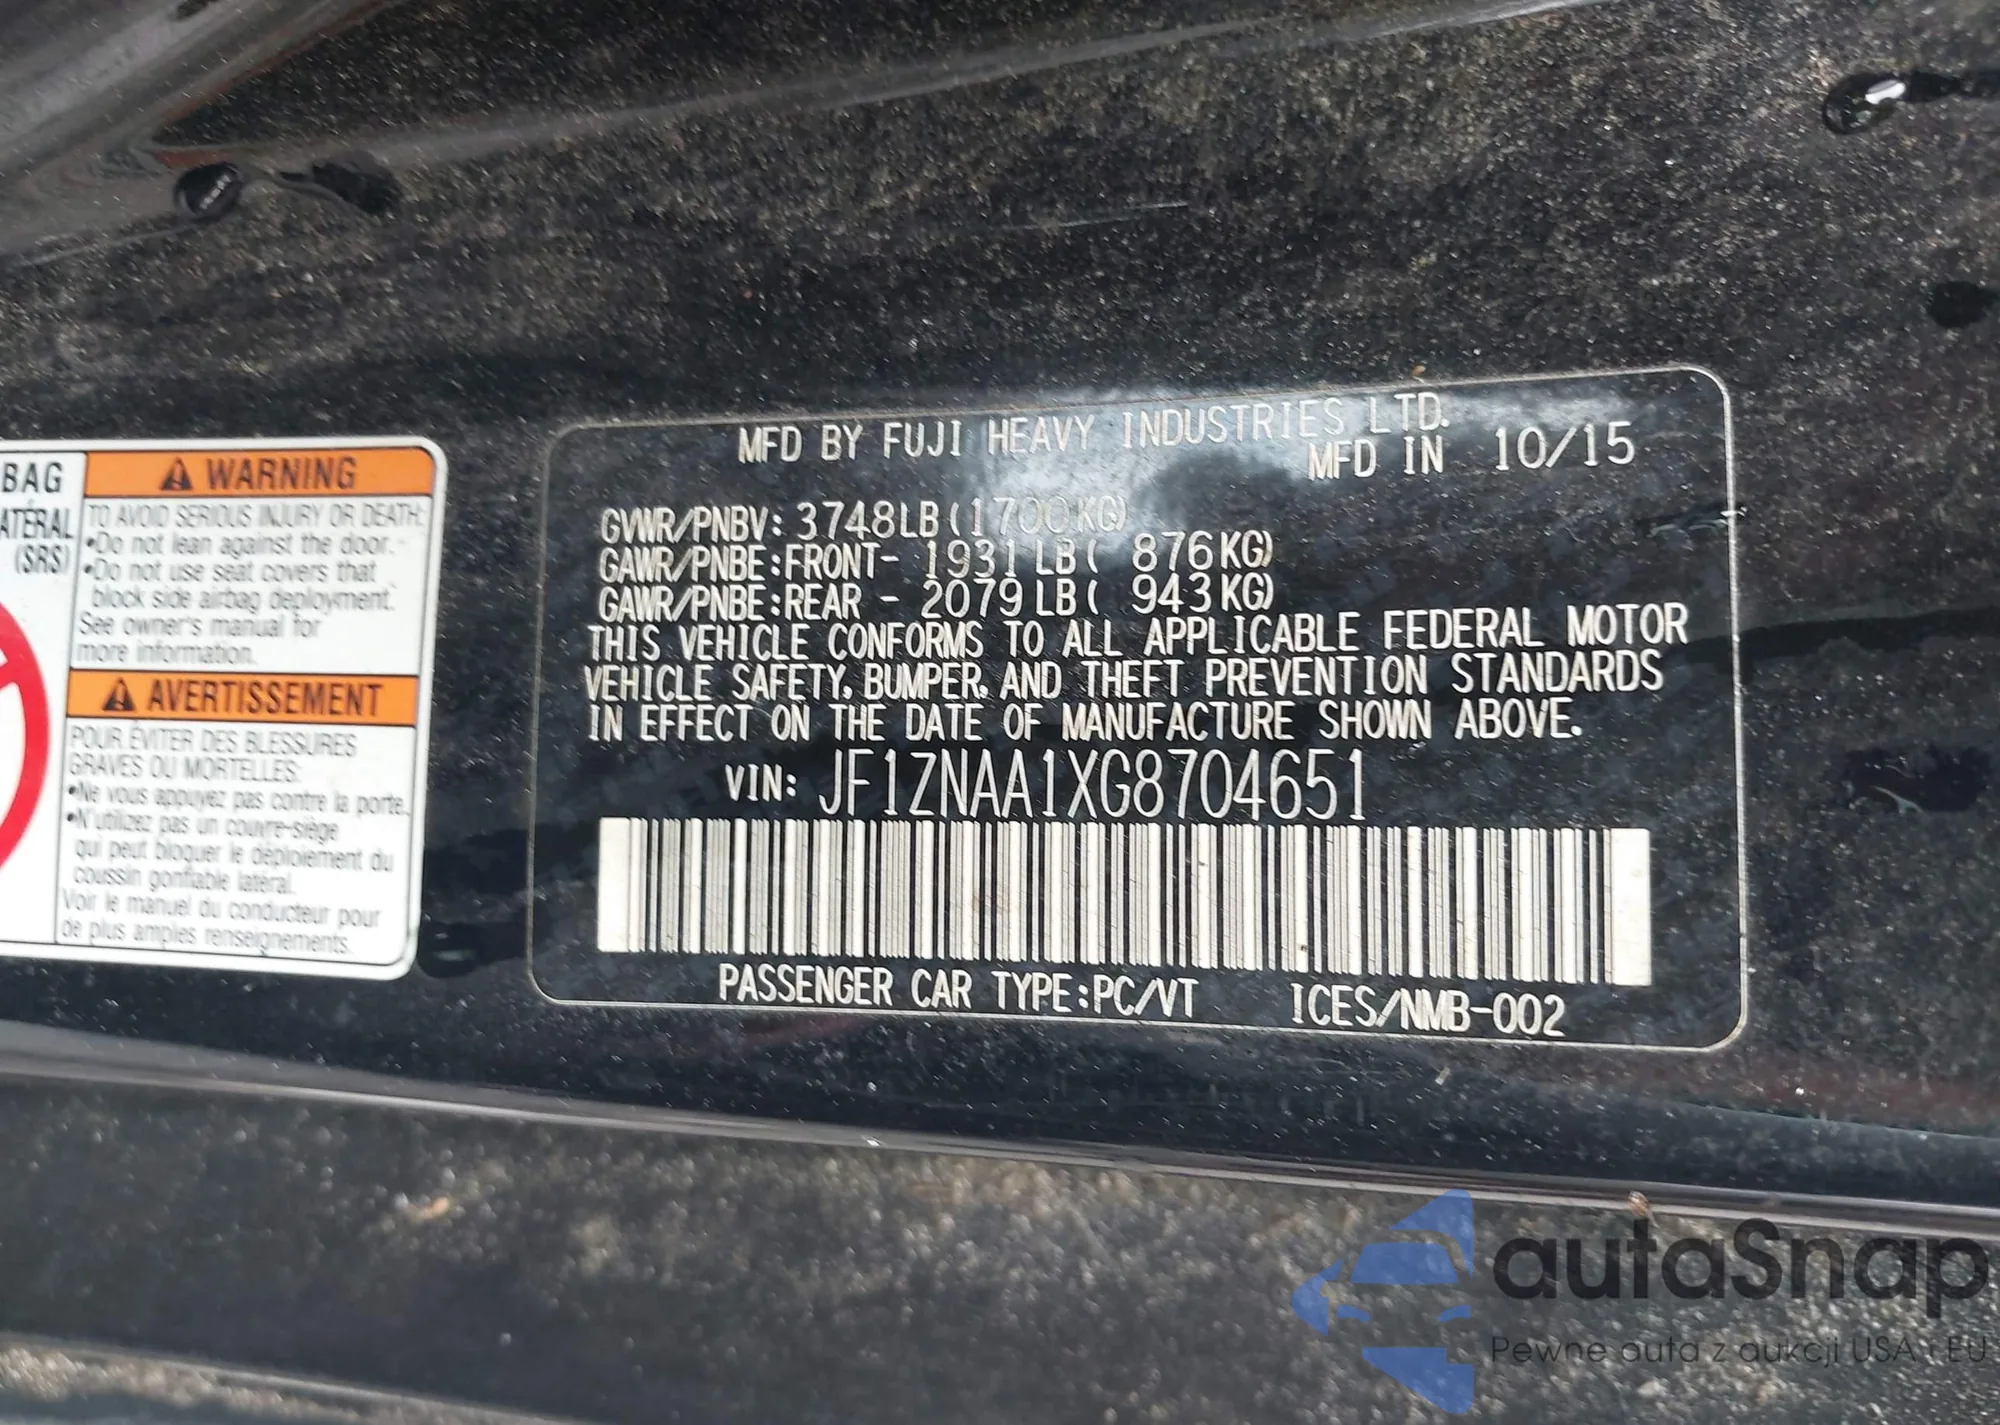 BAG
ATÉRAL
(SRS)
WARNING
TO AVOID SERIOUS INJURY OR DEATH:
•Do not lean against the door.
•Do not use seat covers that
block side airbag deployment.
See owner's manual for
more information.
AVERTISSEMENT
POUR ÉVITER DES BLESSURES
GRAVES OU MORTELLES:
•Ne vous appuyez pas contre la porte.
•N'utilizez pas un couvre-siège
qui peut bloquer le déploiement du
coussin gonflable latéral.
Voir le manuel du conducteur pour
de plus amples renseignements.
MFD BY FUJI HEAVY INDUSTRIES LTD.
MFD IN 10/15
GVWR/PNBV: 3748LB(1700KG)
GAWR/PNBE:FRONT- 1931LB( 876KG)
GAWR/PNBE:REAR - 2079LB( 943KG)
THIS VEHICLE CONFORMS TO ALL APPLICABLE FEDERAL MOTOR
VEHICLE SAFETY, BUMPER, AND THEFT PREVENTION STANDARDS
IN EFFECT ON THE DATE OF MANUFACTURE SHOWN ABOVE.
VIN: JF1ZNAA1XG8704651
PASSENGER CAR TYPE:PC/VT ICES/NMB-002
autaSnap
Pewne auta z aukcji USA i EU